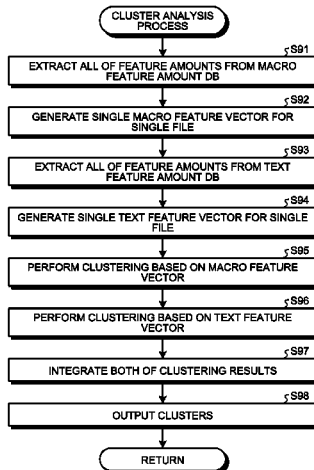 CLUSTER ANALYSIS
PROCESS
S91
EXTRACT ALL OF FEATURE AMOUNTS FROM MACRO
FEATURE AMOUNT DB
S92
GENERATE SINGLE MACRO FEATURE VECTOR FOR
SINGLE FILE
S93
EXTRACT ALL OF FEATURE AMOUNTS FROM TEXT
FEATURE AMOUNT DB
S94
GENERATE SINGLE TEXT FEATURE VECTOR FOR SINGLE
FILE
S95
PERFORM CLUSTERING BASED ON MACRO FEATURE
VECTOR
S96
PERFORM CLUSTERING BASED ON TEXT FEATURE
VECTOR
S97
INTEGRATE BOTH OF CLUSTERING RESULTS
S98
OUTPUT CLUSTERS
RETURN